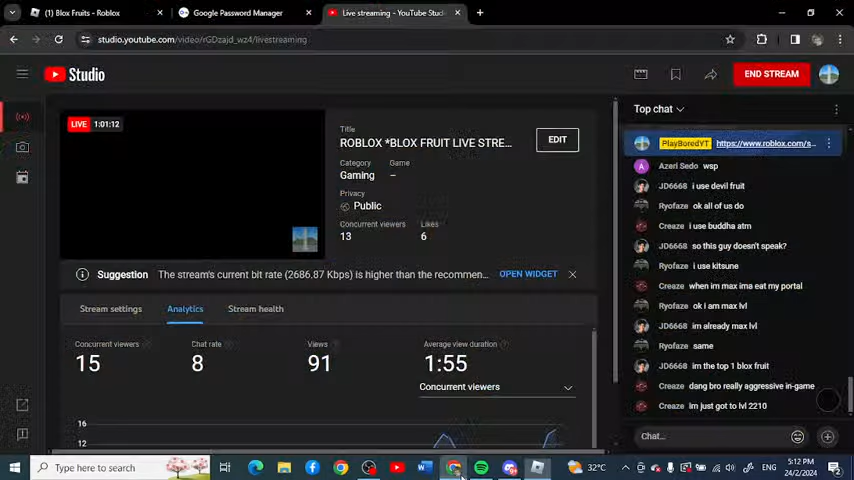 (1) Blox Fruits - Roblox
Google Password Manager
Live streaming - YouTube Stud
studio.youtube.com/video/rGDzajd_wz4/livestreaming
Studio
END STREAM
LIVE 1:01:12
Title
ROBLOX *BLOX FRUIT LIVE STRE...
EDIT
Category
Game
Gaming
–
Privacy
Public
Concurrent viewers
Likes
13
6
Suggestion
The stream's current bit rate (2686.87 Kbps) is higher than the recommen...
OPEN WIDGET
Stream settings
Analytics
Stream health
Concurrent viewers
Chat rate
Views
Average view duration
15
8
91
1:55
Concurrent viewers
16
12
Top chat
PlayBoredYT https://www.roblox.com/s...
Azeri Sedo wsp
JD6668 i use devil fruit
Ryofaze ok all of us do
Creaze i use buddha atm
JD6668 so this guy doesn't speak?
Ryofaze i use kitsune
Creaze when im max ima eat my portal
Ryofaze ok I am max lvl
JD6668 im already max lvl
Ryofaze same
JD6668 im the top 1 blox fruit
Creaze dang bro really aggressive in-game
Creaze im just got to lvl 2210
Chat...
Type here to search
32°C
ENG
5:12 PM
24/2/2024